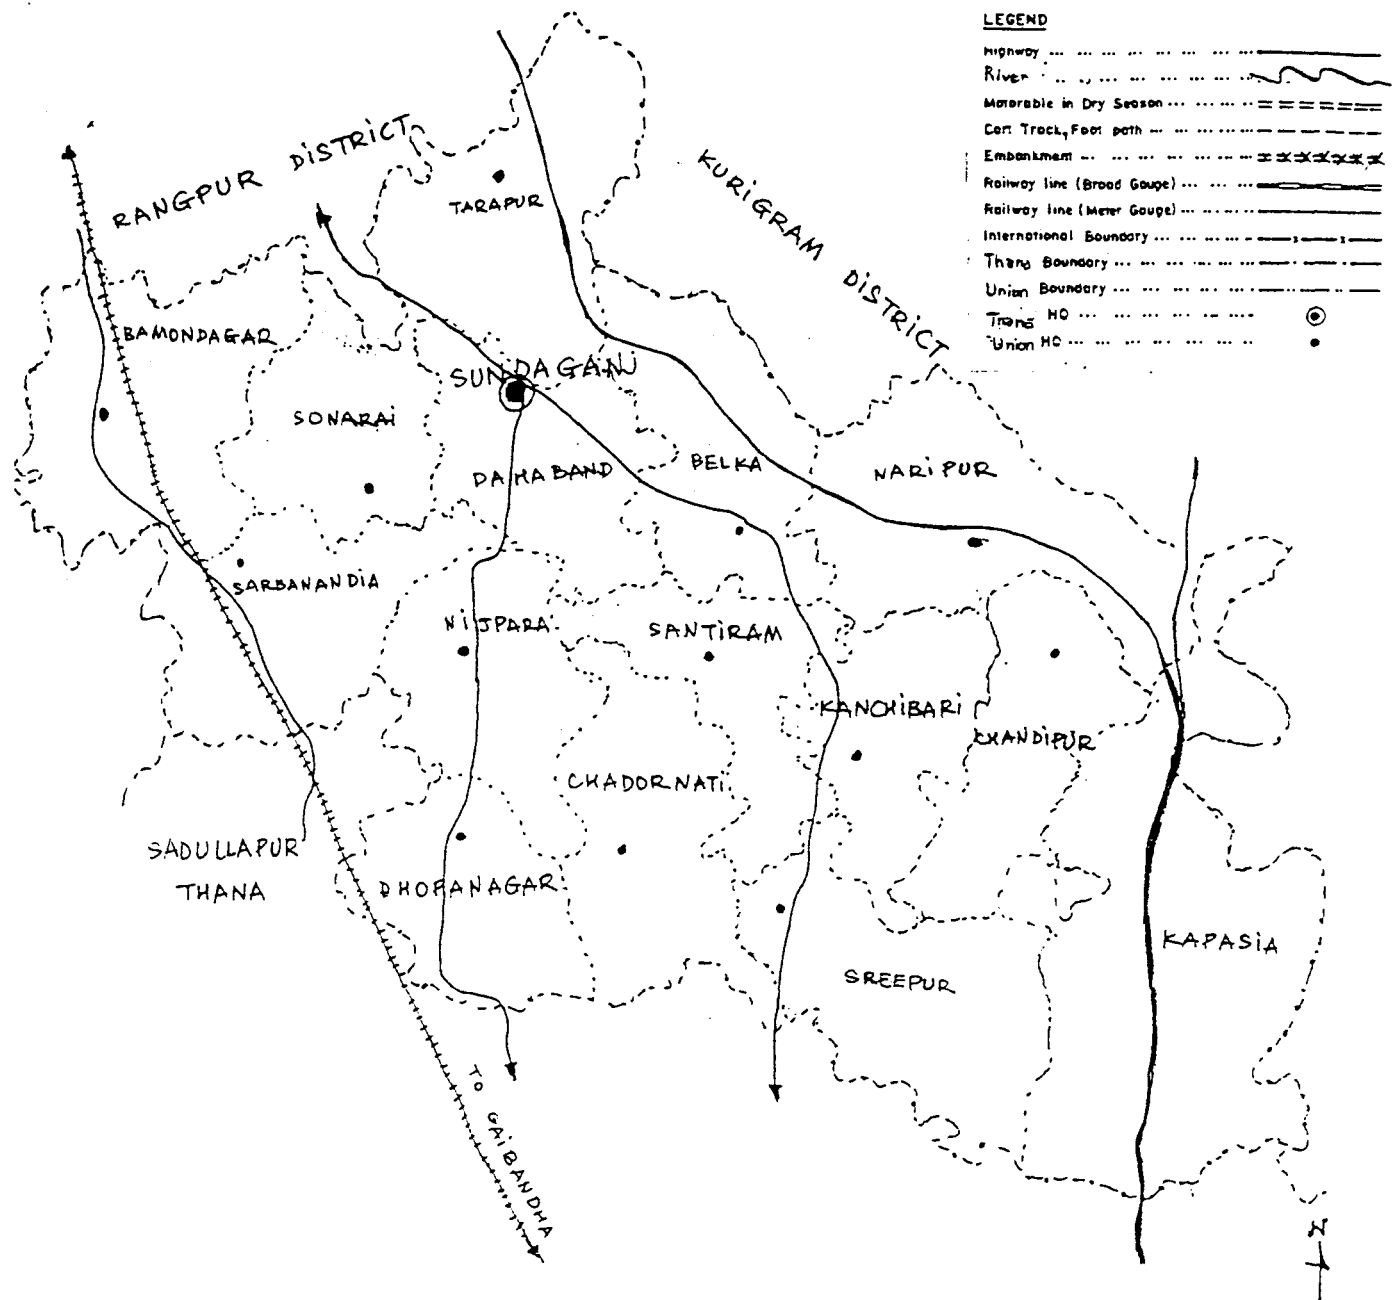 LEGEND
Highway
River
Motorable in Dry Season
Cart Track, Foot path
Embankment
Railway line (Broad Gauge)
Railway line (Meter Gauge)
International Boundary
Thana Boundary
Union Boundary
Thana HQ
Union HQ
RANGPUR DISTRICT
KURIGRAM DISTRICT
TARAPUR
BAMONDAGAR
SUNDAGANJ
SONARAI
DAHABAND
BELKA
NARIPUR
SARBANANDIA
NIJPARA
SANTIRAM
KANCHIBARI
CHANDIPUR
CHADORNATI
SADULLAPUR
THANA
DHOPANAGAR
KAPASIA
SREEPUR
TO GAIBANDHA
N